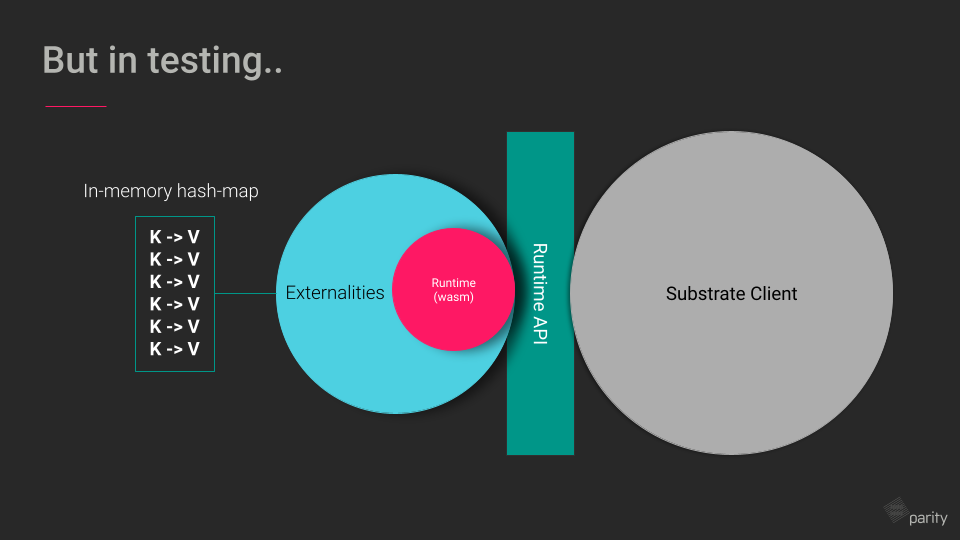 But in testing..
In-memory hash-map
K -> V
K -> V
K -> V
K -> V
K -> V
K -> V
Externalities
Runtime
(wasm)
Runtime API
Substrate Client
parity